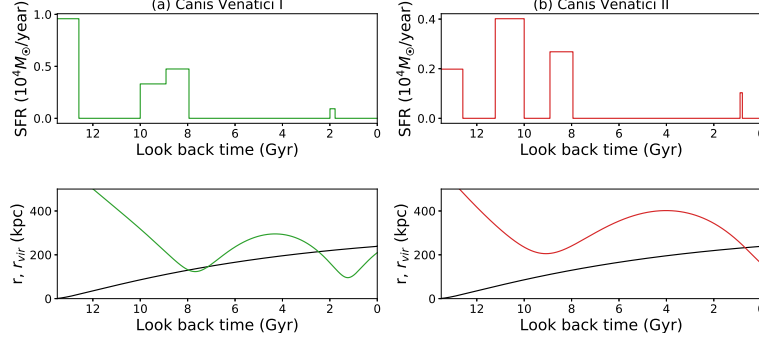 (a) Canis Venatici I
SFR (10⁴M⊙/year)
1.0
0.5
0.0
12 10 8 6 4 2 0
Look back time (Gyr)
(b) Canis Venatici II
SFR (10⁴M⊙/year)
0.4
0.2
0.0
12 10 8 6 4 2 0
Look back time (Gyr)
r, r_vir (kpc)
400
200
0
12 10 8 6 4 2 0
Look back time (Gyr)
r, r_vir (kpc)
400
200
0
12 10 8 6 4 2 0
Look back time (Gyr)